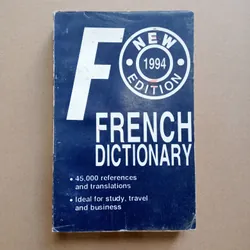 F
NEW
1994
EDITION
FRENCH
DICTIONARY
• 45,000 references
and translations
• Ideal for study, travel
and business